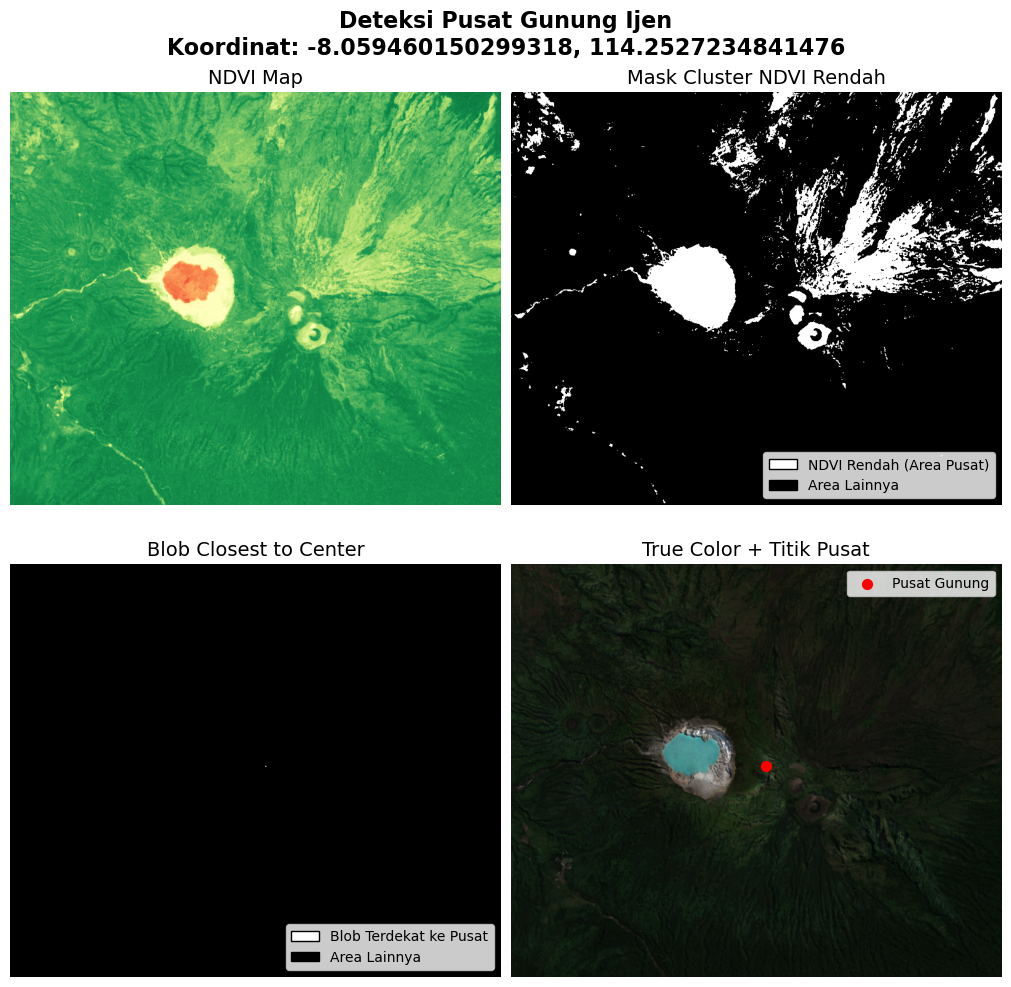 Deteksi Pusat Gunung Ijen
Koordinat: -8.059460150299318, 114.2527234841476
NDVI Map
Mask Cluster NDVI Rendah
NDVI Rendah (Area Pusat)
Area Lainnya
Blob Closest to Center
True Color + Titik Pusat
Pusat Gunung
Blob Terdekat ke Pusat
Area Lainnya